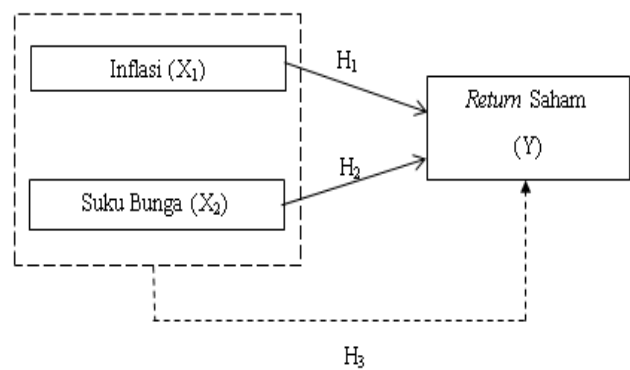 Inflasi (X₁)
H₁
Return Saham
(Y)
H₂
Suku Bunga (X₂)
H₃